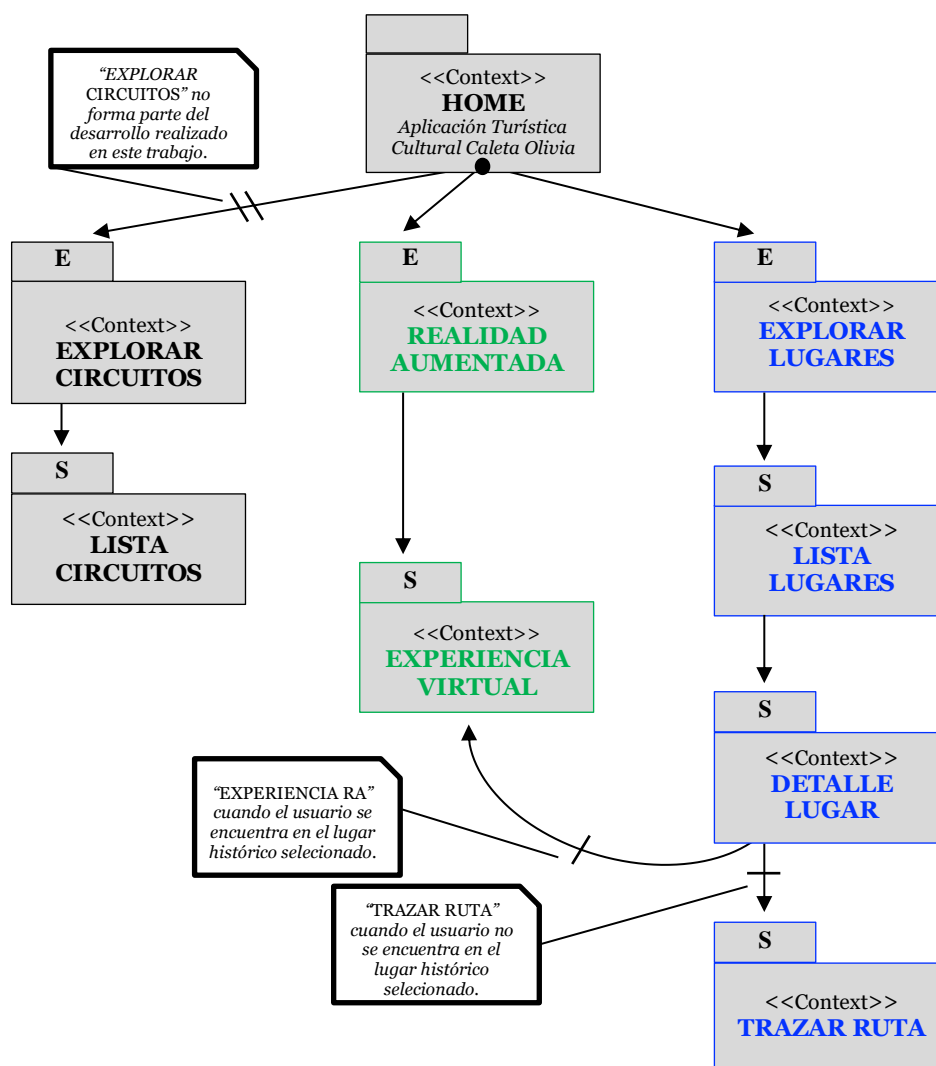 “EXPLORAR
CIRCUITOS” no
forma parte del
desarrollo realizado
en este trabajo.
<<Context>>
HOME
Aplicación Turística
Cultural Caleta Olivia
E
<<Context>>
EXPLORAR
CIRCUITOS
E
<<Context>>
REALIDAD
AUMENTADA
E
<<Context>>
EXPLORAR
LUGARES
S
<<Context>>
LISTA
CIRCUITOS
S
<<Context>>
EXPERIENCIA
VIRTUAL
S
<<Context>>
LISTA
LUGARES
S
<<Context>>
DETALLE
LUGAR
“EXPERIENCIA RA”
cuando el usuario se
encuentra en el lugar
histórico selecionado.
“TRAZAR RUTA”
cuando el usuario no
se encuentra en el
lugar histórico
selecionado.
S
<<Context>>
TRAZAR RUTA